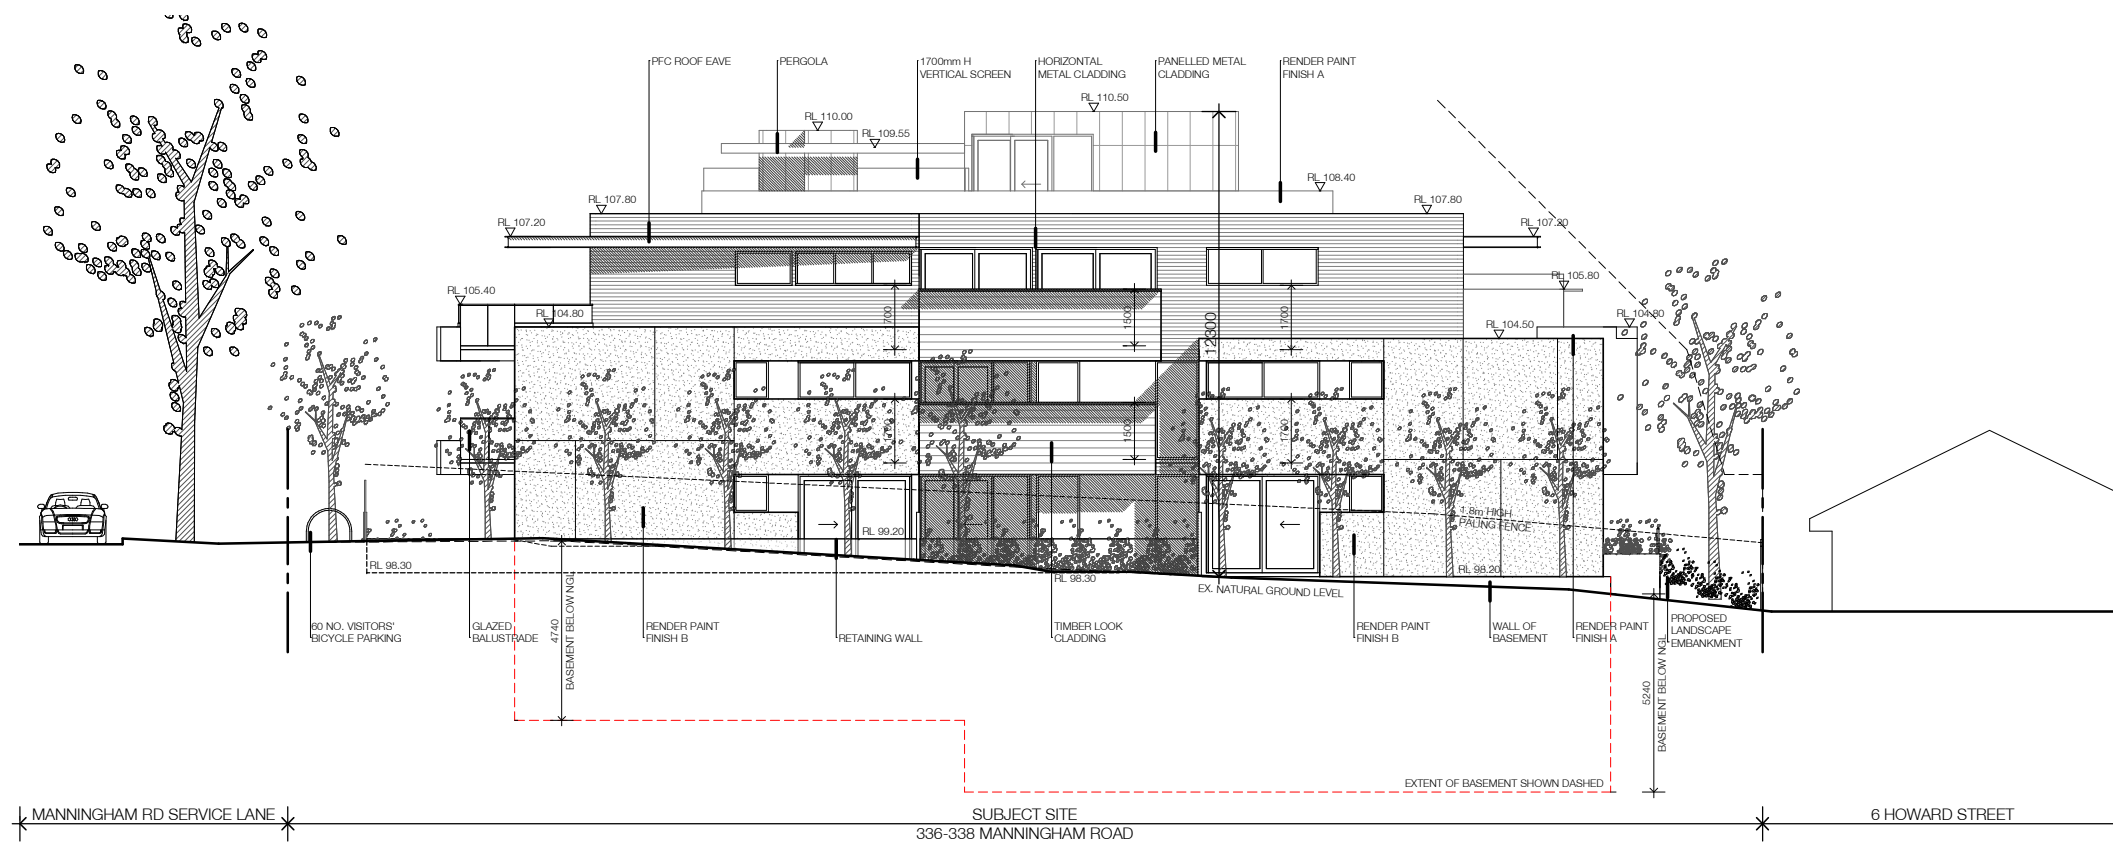 PFC ROOF EAVE
PERGOLA
1700mm H
VERTICAL SCREEN
HORIZONTAL
METAL CLADDING
PANELLED METAL
CLADDING
RENDER PAINT
FINISH A
RL 110.50
RL 110.00
RL 109.55
RL 108.40
RL 107.80
RL 107.80
RL 107.20
RL 107.20
RL 105.80
RL 105.40
RL 104.80
RL 104.80
RL 104.50
1500
12300
1700
1500
1700
1.8m HIGH
PALING FENCE
RL 99.20
RL 98.30
RL 98.30
RL 98.20
EX. NATURAL GROUND LEVEL
60 NO. VISITORS'
BICYCLE PARKING
GLAZED
BALUSTRADE
4740
BASEMENT BELOW NGL
RENDER PAINT
FINISH B
RETAINING WALL
TIMBER LOOK
CLADDING
RENDER PAINT
FINISH B
WALL OF
BASEMENT
RENDER PAINT
FINISH A
PROPOSED
LANDSCAPE
EMBANKMENT
5240
BASEMENT BELOW NGL
EXTENT OF BASEMENT SHOWN DASHED
MANNINGHAM RD SERVICE LANE
SUBJECT SITE
336-338 MANNINGHAM ROAD
6 HOWARD STREET